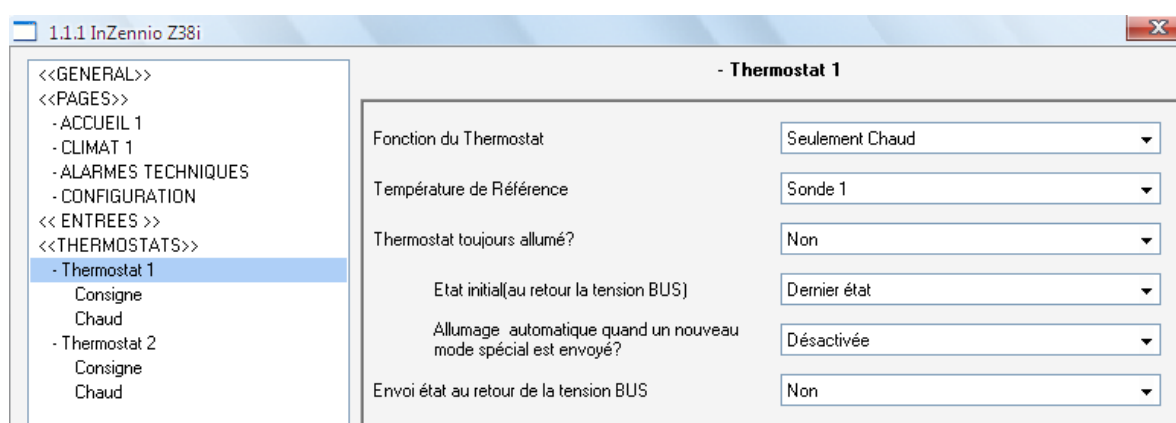 1.1.1 InZennio Z38i
<<GENERAL>>
<<PAGES>>
- ACCUEIL 1
- CLIMAT 1
- ALARMES TECHNIQUES
- CONFIGURATION
<< ENTREES >>
<<THERMOSTATS>>
- Thermostat 1
Consigne
Chaud
- Thermostat 2
Consigne
Chaud
- Thermostat 1
Fonction du Thermostat Seulement Chaud
Température de Référence Sonde 1
Thermostat toujours allumé? Non
Etat initial(au retour la tension BUS) Dernier état
Allumage automatique quand un nouveau
mode spécial est envoyé? Désactivée
Envoi état au retour de la tension BUS Non